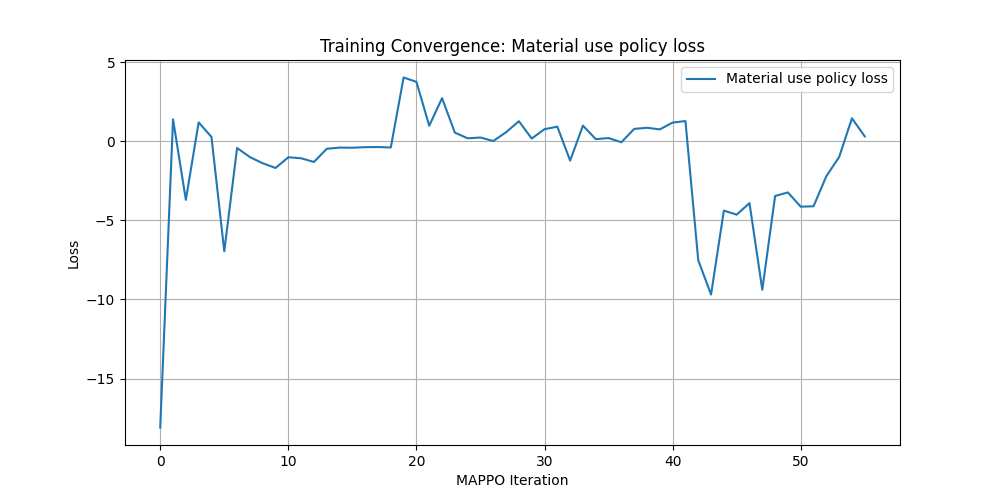 Training Convergence: Material use policy loss
Material use policy loss
5
0
−5
−10
−15
Loss
0 10 20 30 40 50
MAPPO Iteration